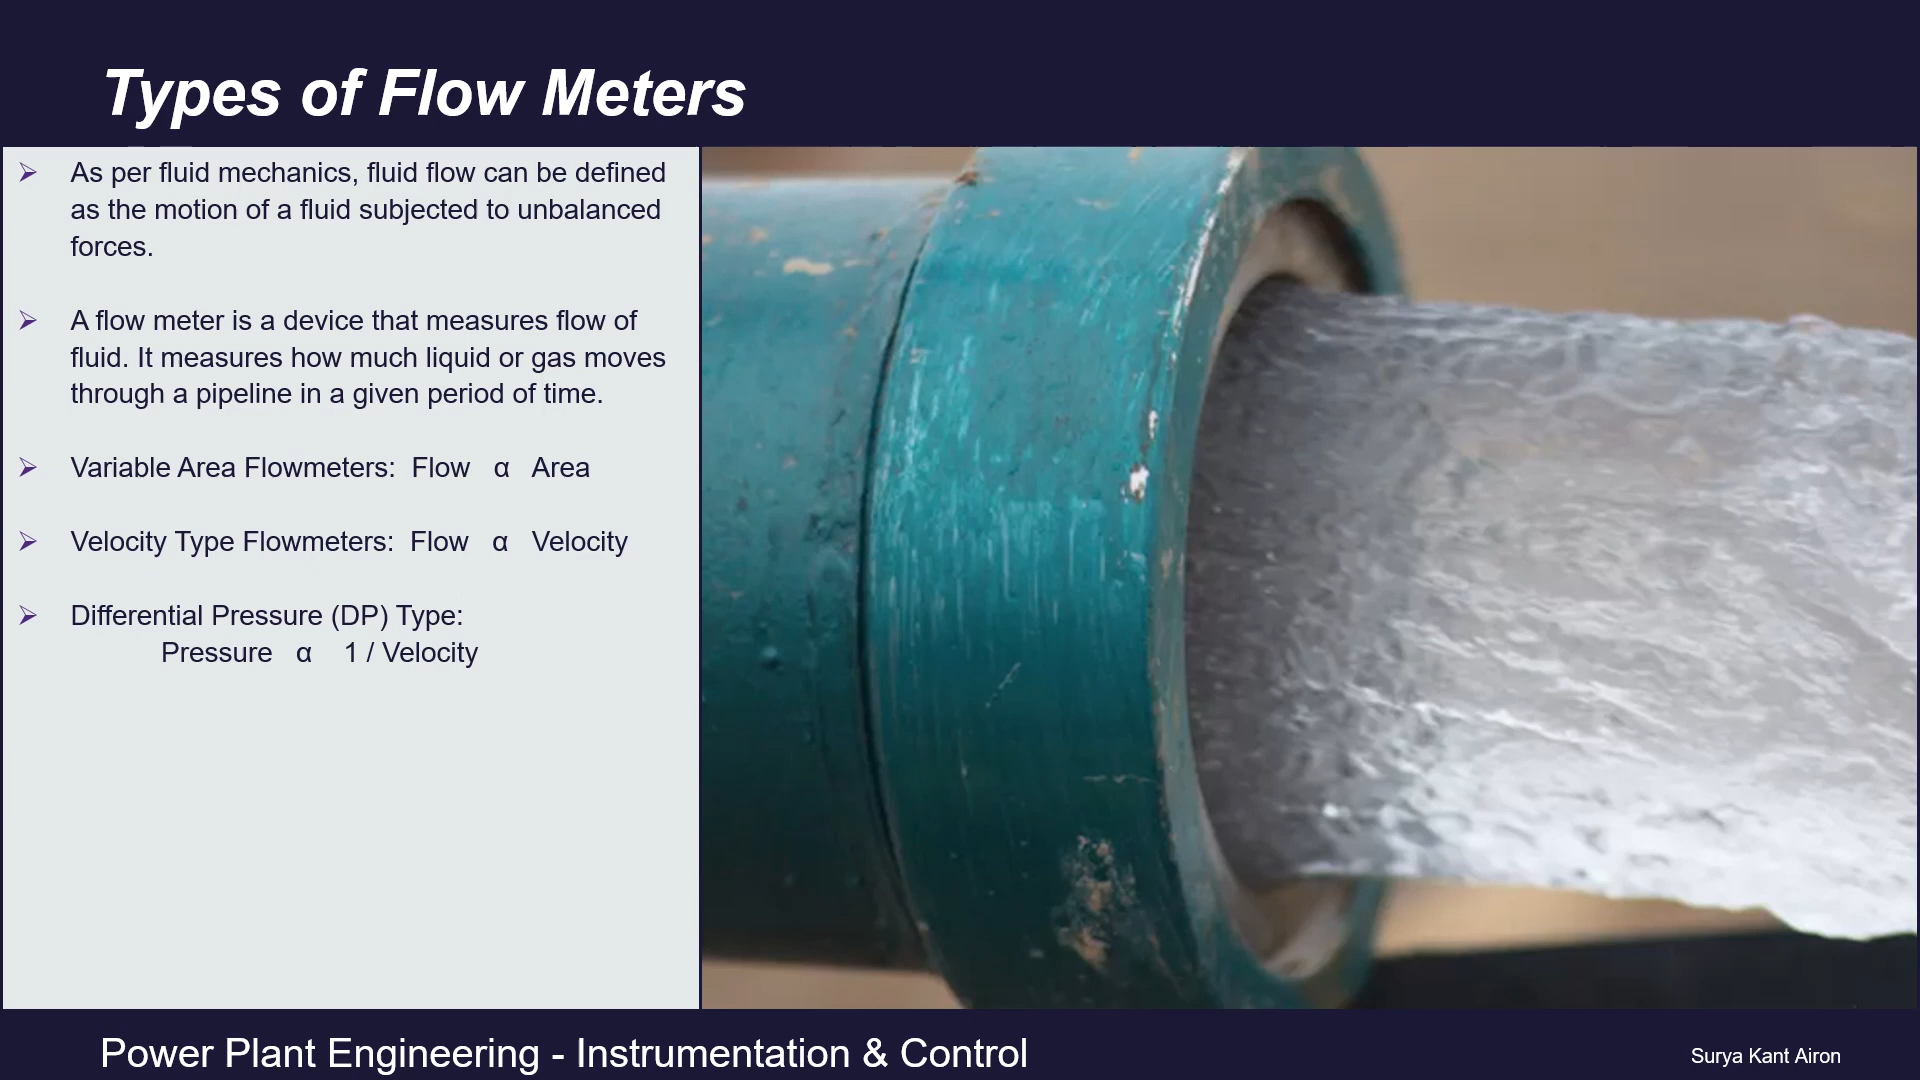 Types of Flow Meters
As per fluid mechanics, fluid flow can be defined
as the motion of a fluid subjected to unbalanced
forces.
A flow meter is a device that measures flow of
fluid. It measures how much liquid or gas moves
through a pipeline in a given period of time.
Variable Area Flowmeters: Flow α Area
Velocity Type Flowmeters: Flow α Velocity
Differential Pressure (DP) Type:
Pressure α 1 / Velocity
Power Plant Engineering - Instrumentation & Control
Surya Kant Airon